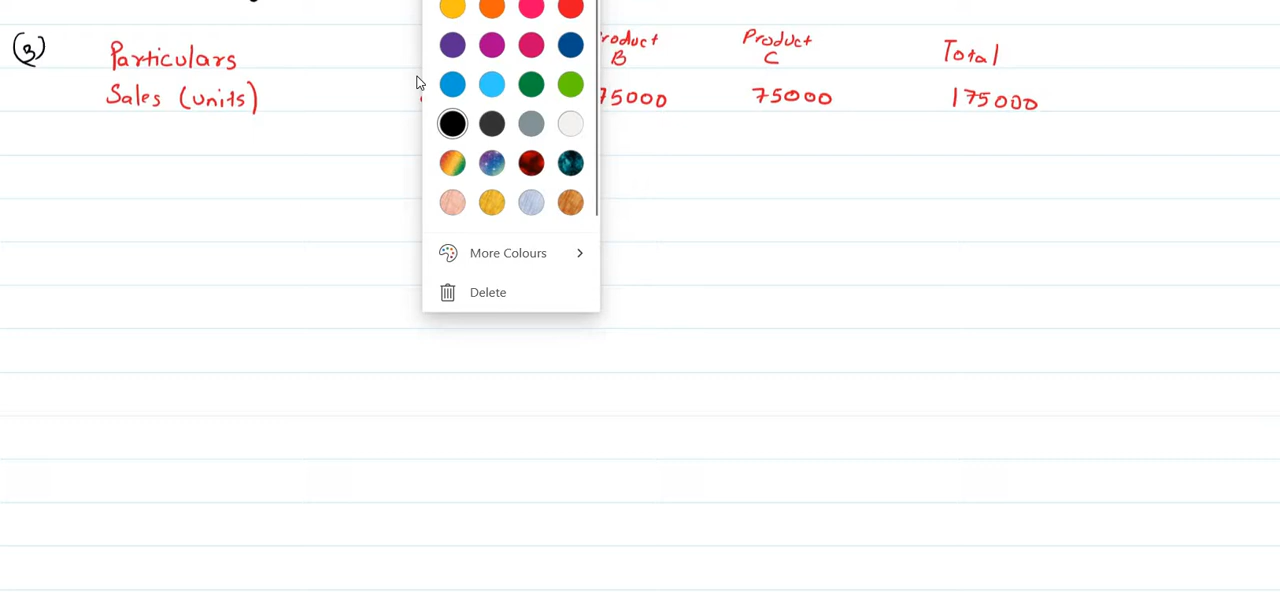 (3) Particulars Product B Product C Total
Sales (units) 75000 75000 175000
More Colours
Delete